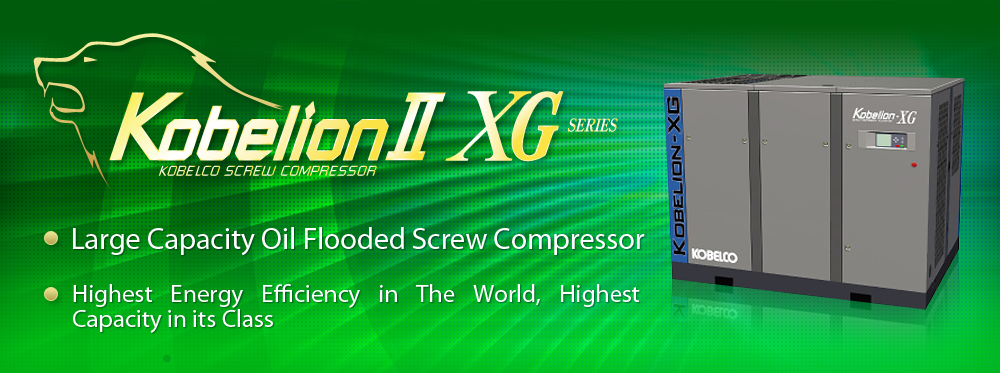 Kobelion II XG SERIES
KOBELCO SCREW COMPRESSOR
Large Capacity Oil Flooded Screw Compressor
Highest Energy Efficiency in The World, Highest
Capacity in its Class
KOBELION-XG
KOBELCO
Kobelion-XG